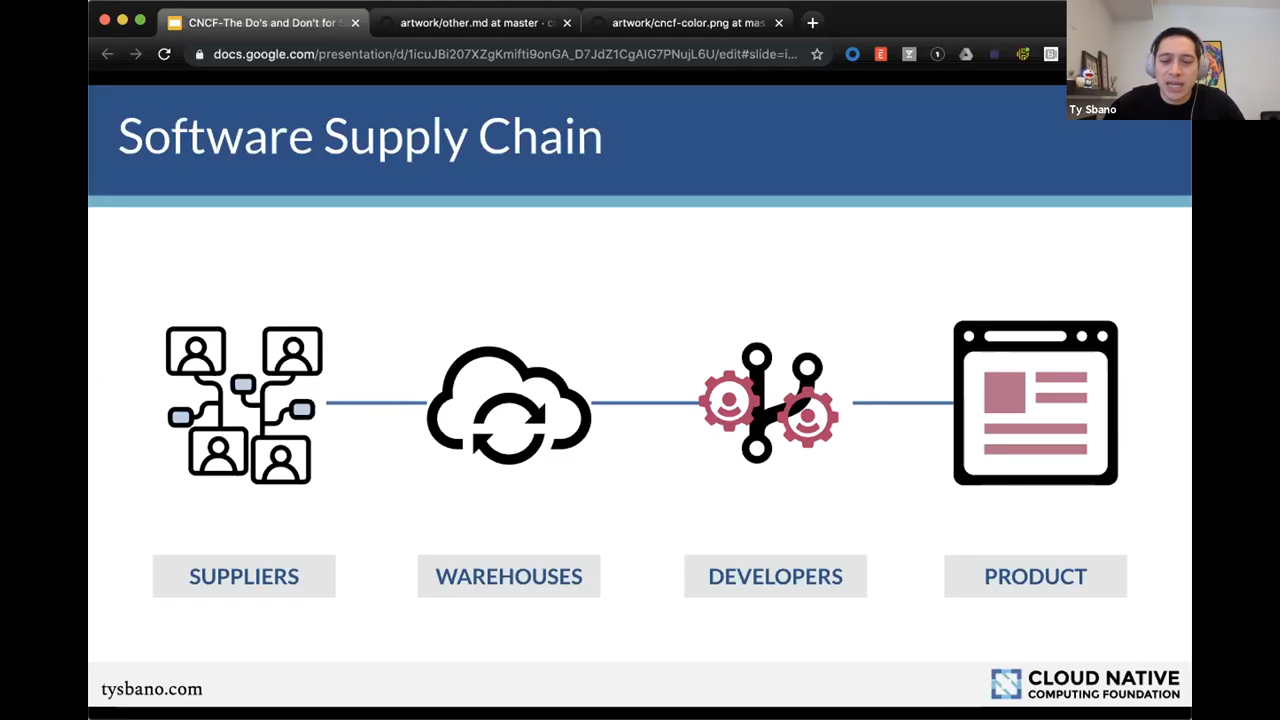 CNCF-The Do's and Don't for
artwork/other.md at master · c
artwork/cncf-color.png at mas
docs.google.com/presentation/d/1icuJBi207XZgKmifti9onGA_D7JdZ1CgAIG7PNujL6U/edit#slide=i...
Ty Sbano
Software Supply Chain
SUPPLIERS
WAREHOUSES
DEVELOPERS
PRODUCT
tysbano.com
CLOUD NATIVE
COMPUTING FOUNDATION